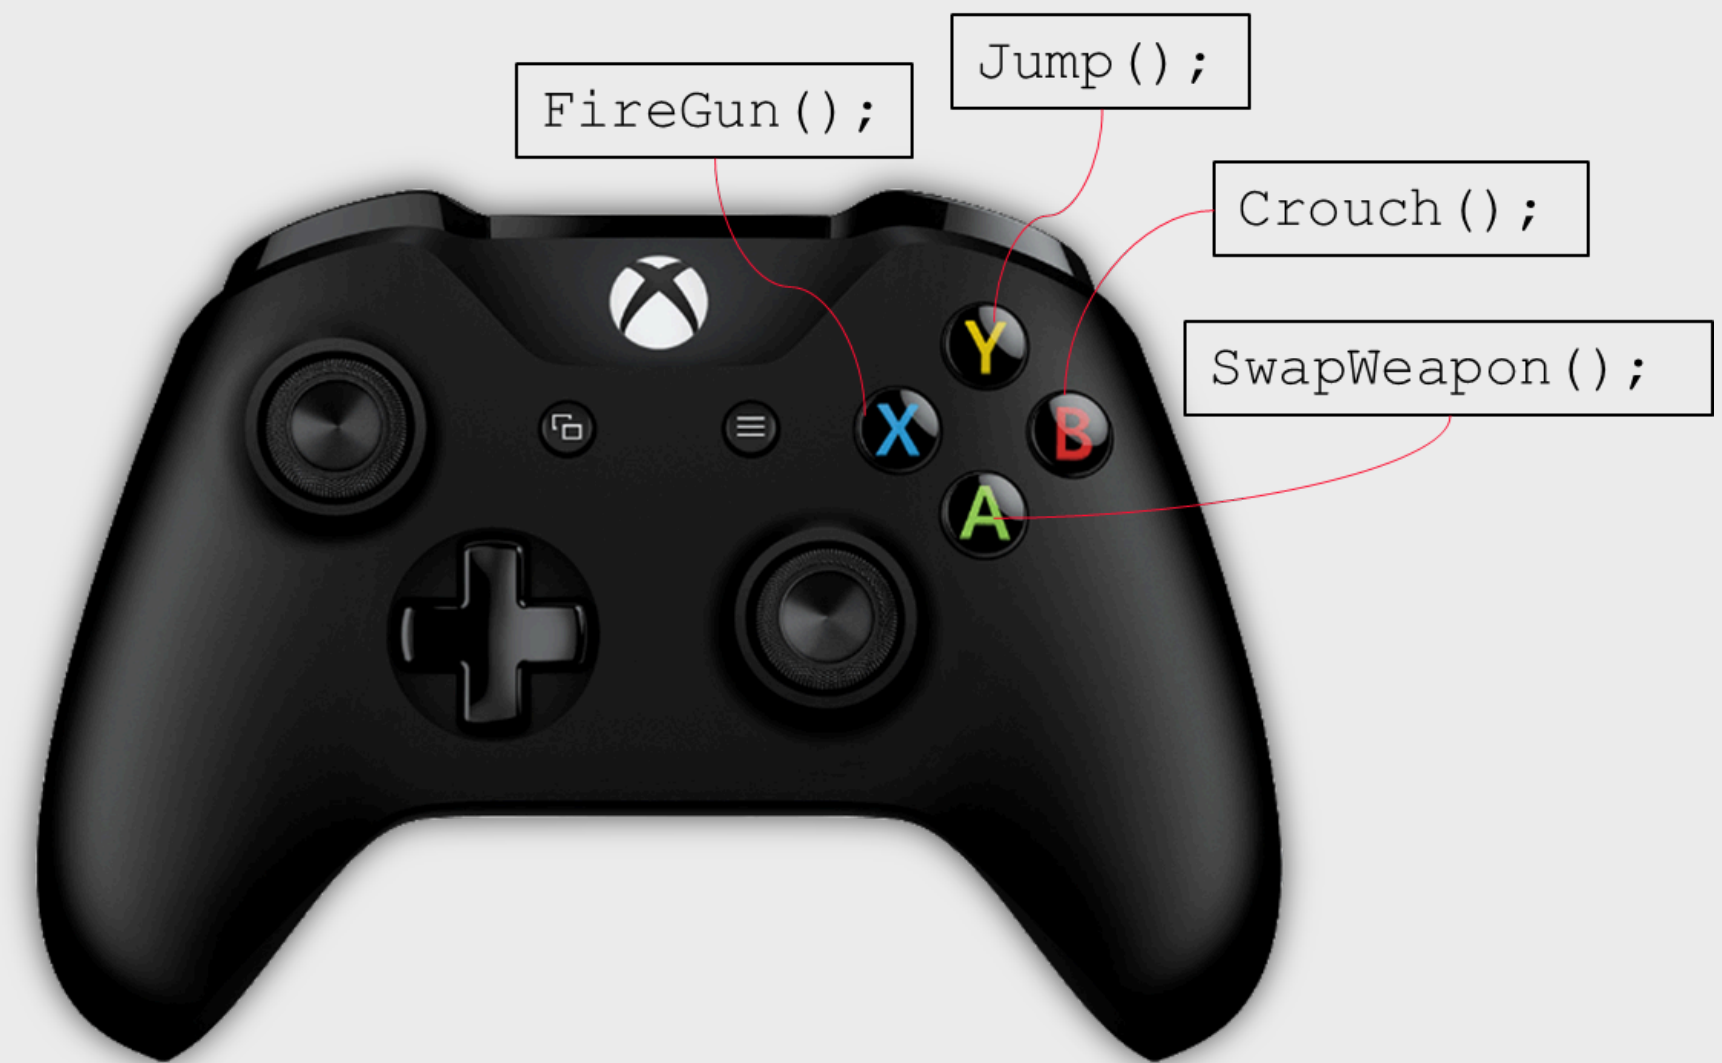 Jump();
FireGun();
Crouch();
SwapWeapon();
Y
X
B
A